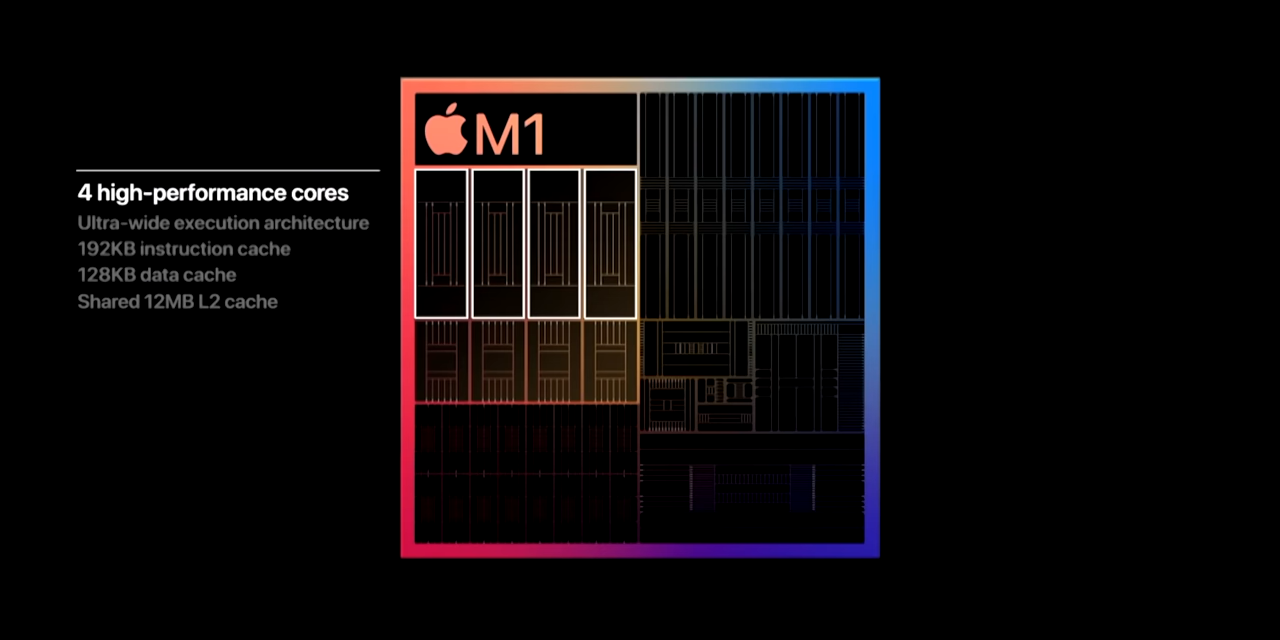 M1
4 high-performance cores
Ultra-wide execution architecture
192KB instruction cache
128KB data cache
Shared 12MB L2 cache